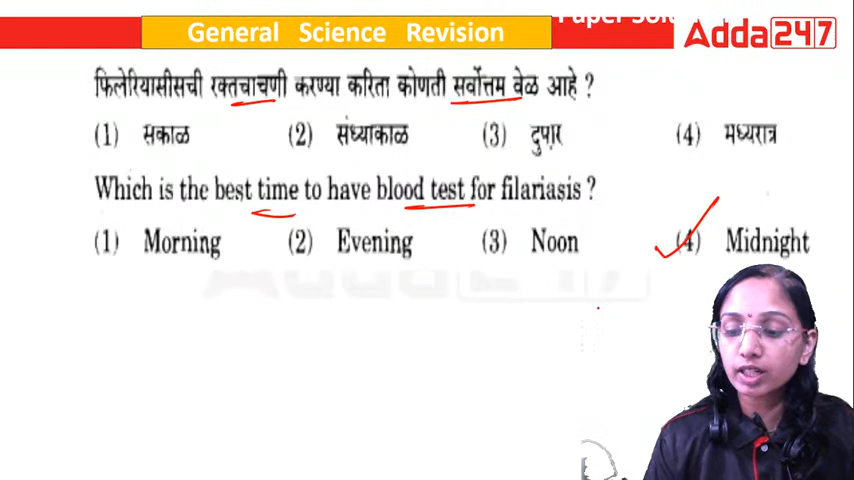 Paper Solution
General Science Revision
Adda247
फिलेरियासीसची रक्तचाचणी करण्या करिता कोणती सर्वोत्तम वेळ आहे ?
(1) सकाळ (2) संध्याकाळ (3) दुपार (4) मध्यरात्र
Which is the best time to have blood test for filariasis ?
(1) Morning (2) Evening (3) Noon (4) Midnight